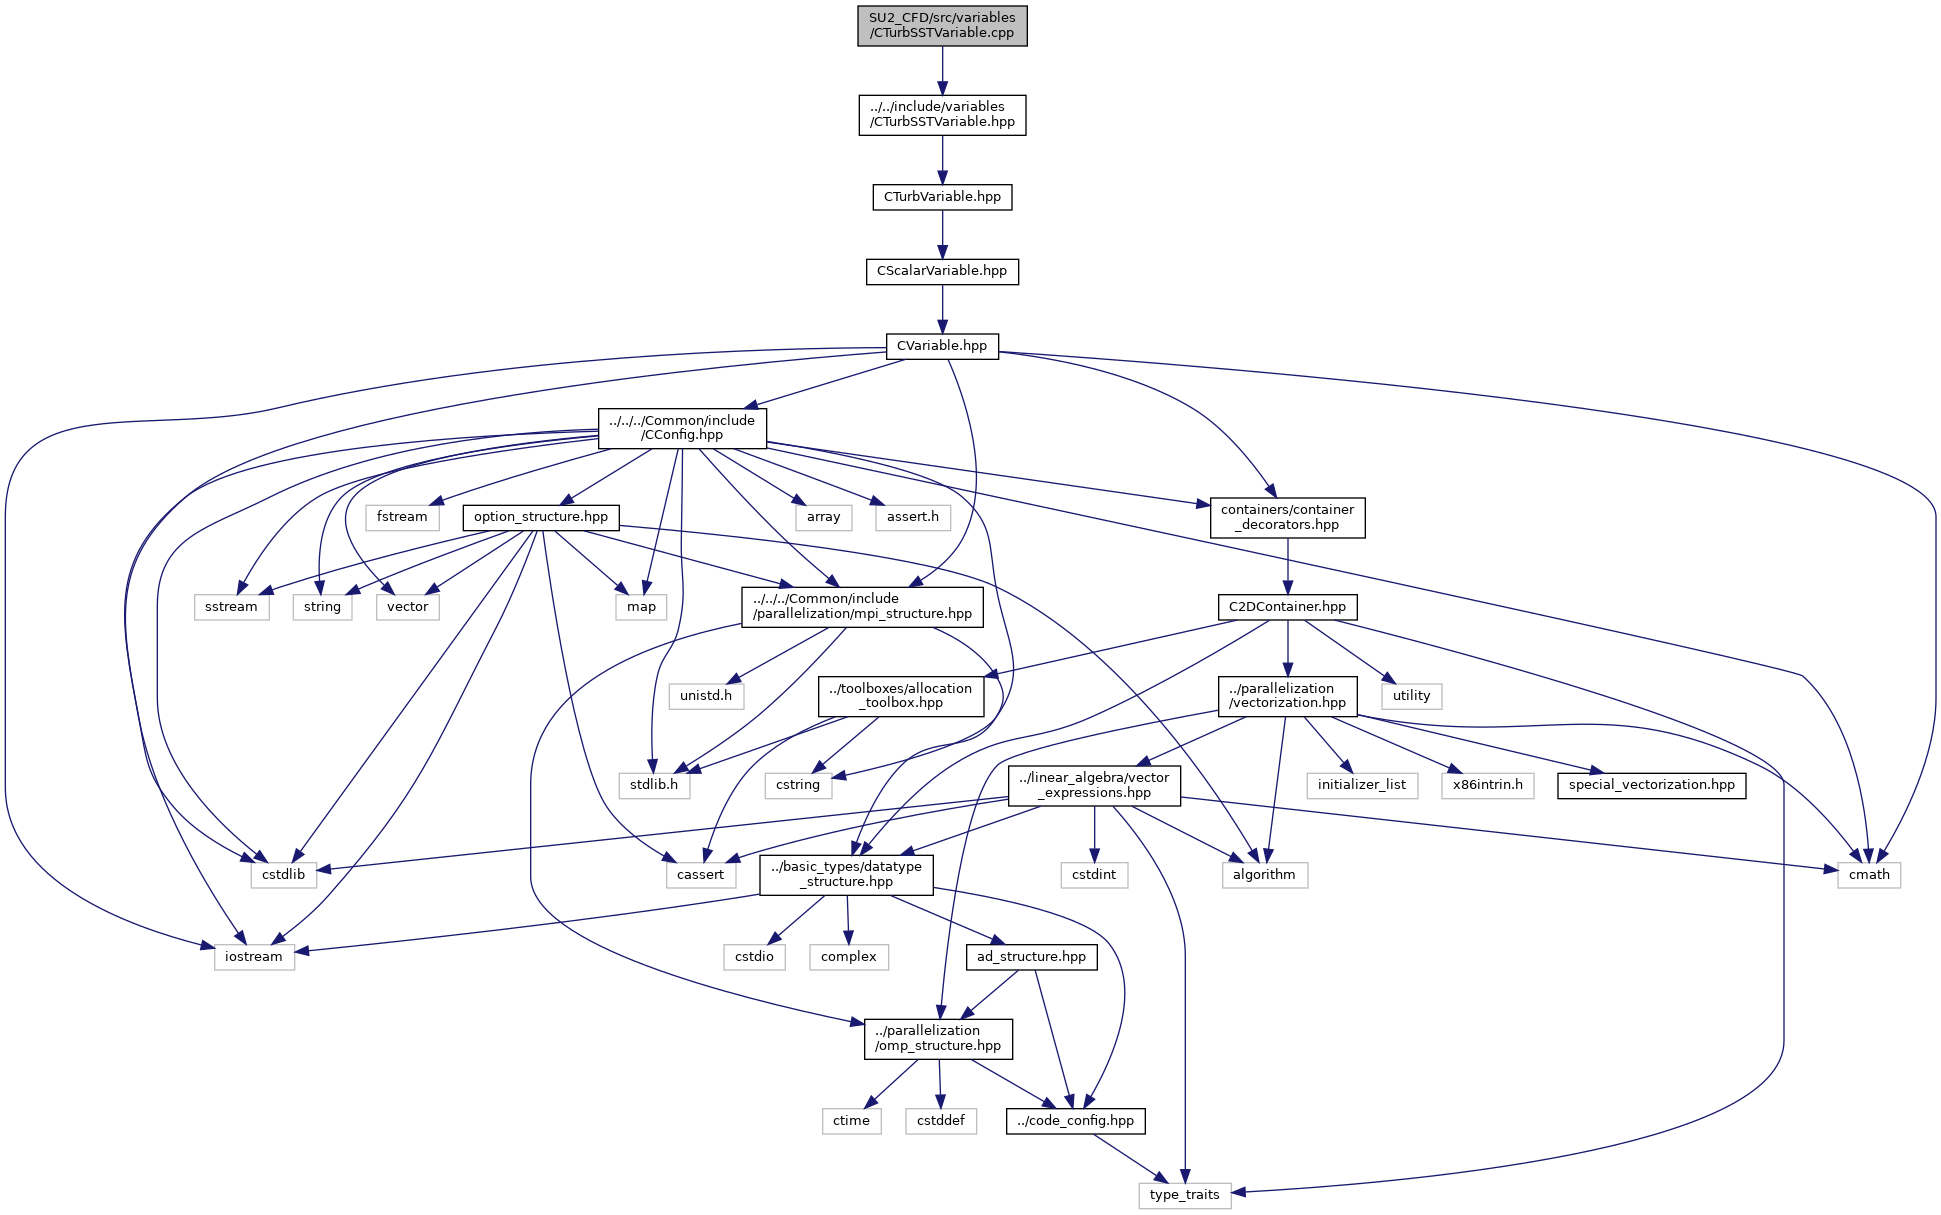 SU2_CFD/src/variables
/CTurbSSTVariable.cpp
../../include/variables
/CTurbSSTVariable.hpp
CTurbVariable.hpp
CScalarVariable.hpp
CVariable.hpp
../../../Common/include
/CConfig.hpp
fstream
option_structure.hpp
array
assert.h
containers/container
_decorators.hpp
sstream
string
vector
map
../../../Common/include
/parallelization/mpi_structure.hpp
C2DContainer.hpp
unistd.h
../toolboxes/allocation
_toolbox.hpp
../parallelization
/vectorization.hpp
utility
stdlib.h
cstring
../linear_algebra/vector
_expressions.hpp
initializer_list
x86intrin.h
special_vectorization.hpp
cstdlib
cassert
../basic_types/datatype
_structure.hpp
cstdint
algorithm
cmath
iostream
cstdio
complex
ad_structure.hpp
../parallelization
/omp_structure.hpp
ctime
cstddef
../code_config.hpp
type_traits